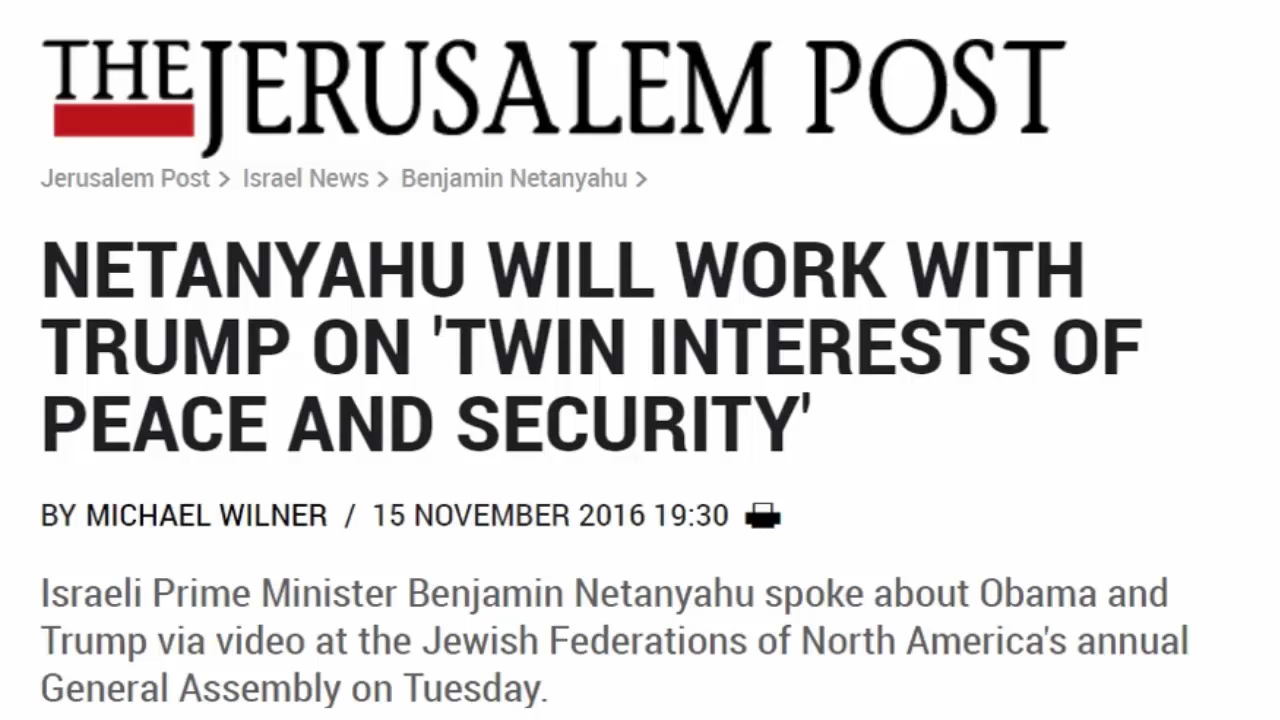 THE JERUSALEM POST
Jerusalem Post > Israel News > Benjamin Netanyahu >
NETANYAHU WILL WORK WITH
TRUMP ON 'TWIN INTERESTS OF
PEACE AND SECURITY'
BY MICHAEL WILNER / 15 NOVEMBER 2016 19:30
Israeli Prime Minister Benjamin Netanyahu spoke about Obama and
Trump via video at the Jewish Federations of North America's annual
General Assembly on Tuesday.